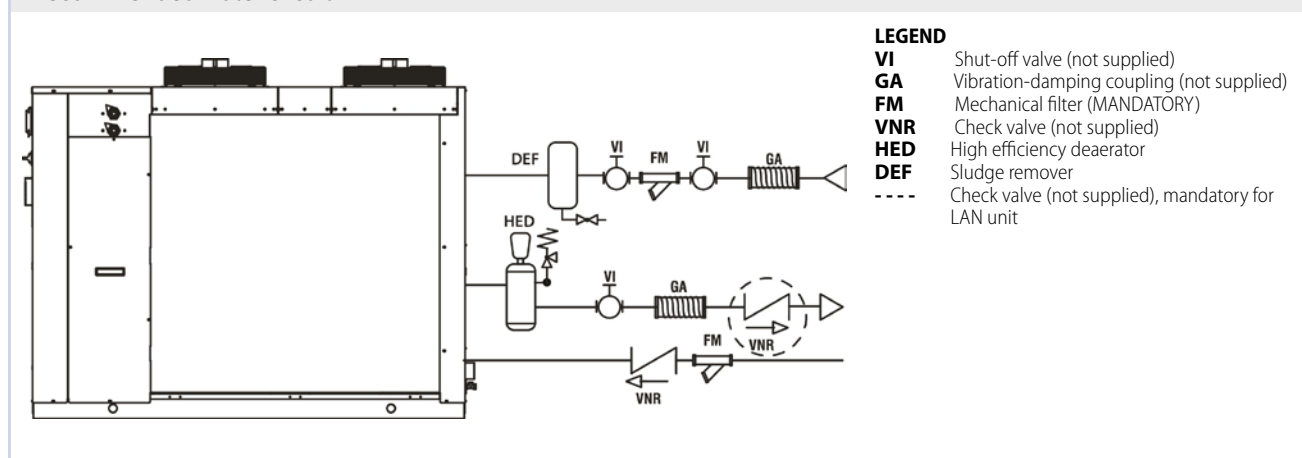 LEGEND
VI Shut-off valve (not supplied)
GA Vibration-damping coupling (not supplied)
FM Mechanical filter (MANDATORY)
VNR Check valve (not supplied)
HED High efficiency deaerator
DEF Sludge remover
---- Check valve (not supplied), mandatory for
LAN unit
DEF
VI
FM
VI
GA
HED
VI
GA
VNR
FM
VNR